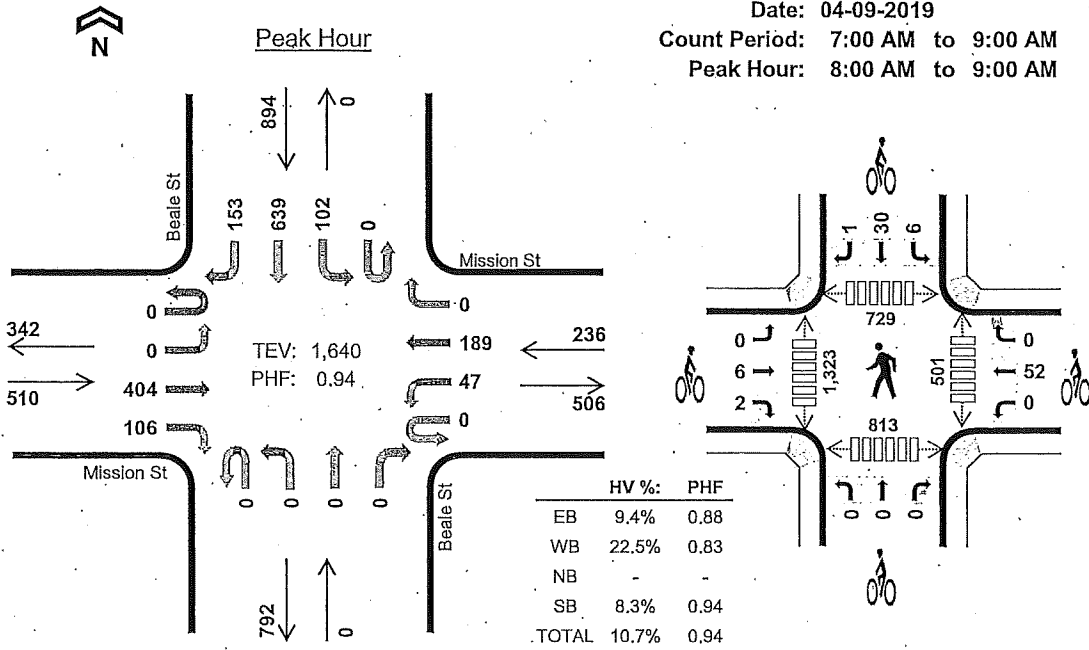 N
Peak Hour
Date: 04-09-2019
Count Period: 7:00 AM to 9:00 AM
Peak Hour: 8:00 AM to 9:00 AM
894
0
Beale St
153
639
102
0
Mission St
0
342
0
TEV: 1,640
PHF: 0.94
0
189
236
510
404
47
506
106
0
Mission St
0
0
0
0
Beale St
792
0
HV %: PHF
EB 9.4% 0.88
WB 22.5% 0.83
NB - -
SB 8.3% 0.94
TOTAL 10.7% 0.94
1
30
6
729
0
6
2
1,323
501
0
52
0
813
0
0
0